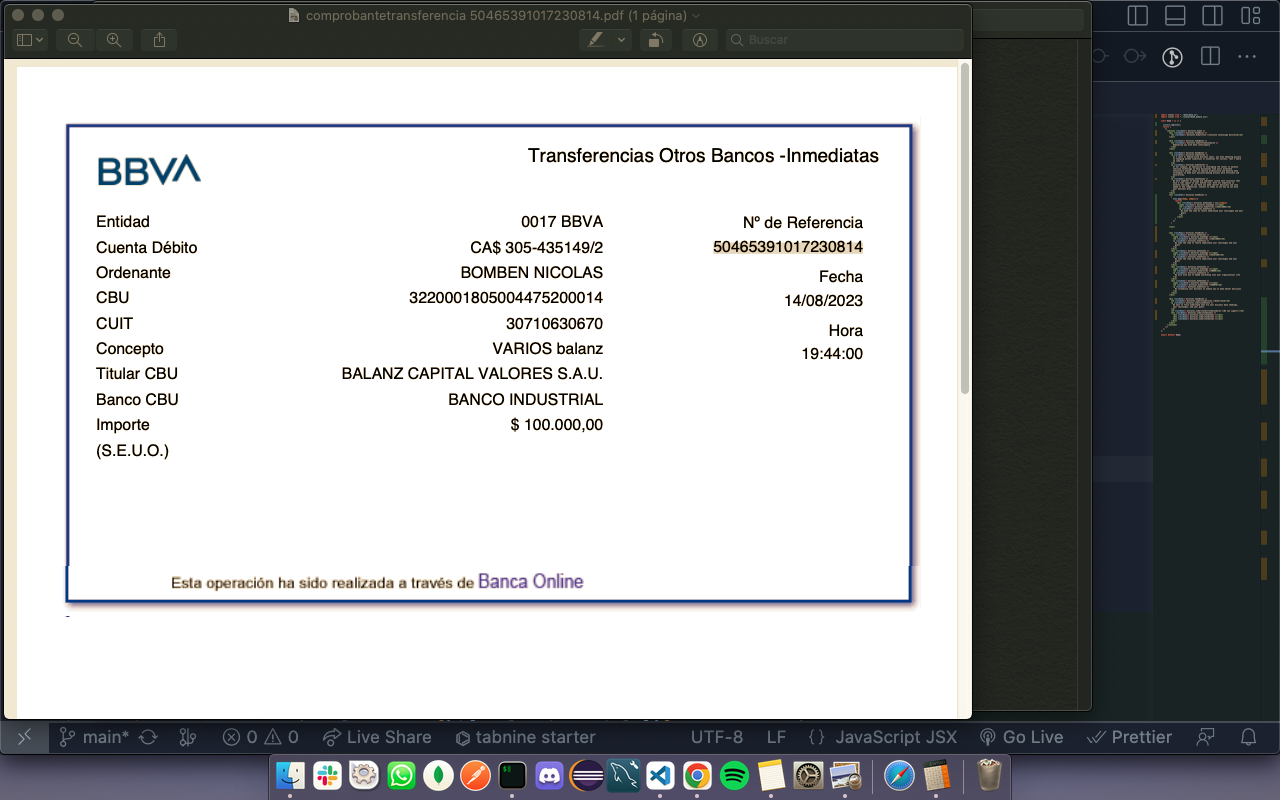 comprobantetransferencia 50465391017230814.pdf (1 página)
Buscar
BBVA
Transferencias Otros Bancos -Inmediatas
Entidad 0017 BBVA
Nº de Referencia
Cuenta Débito CA$ 305-435149/2
50465391017230814
Ordenante BOMBEN NICOLAS
Fecha
CBU 3220001805004475200014
14/08/2023
CUIT 30710630670
Hora
Concepto VARIOS balanz
19:44:00
Titular CBU BALANZ CAPITAL VALORES S.A.U.
Banco CBU BANCO INDUSTRIAL
Importe $ 100.000,00
(S.E.U.O.)
Esta operación ha sido realizada a través de Banca Online
main* 0 0 Live Share tabnine starter UTF-8 LF {} JavaScript JSX Go Live Prettier